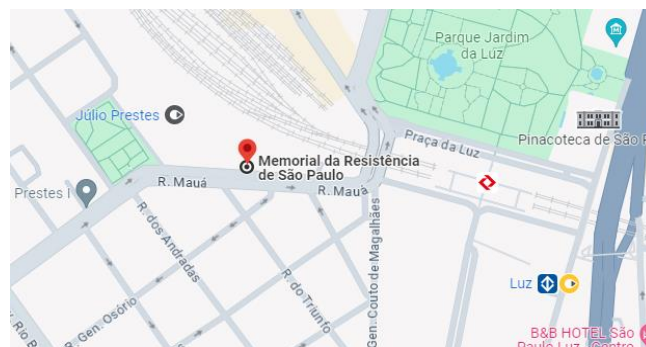 Parque Jardim
da Luz
Júlio Prestes
Praça da Luz
Pinacoteca de São P
Memorial da Resistência
de São Paulo
Prestes I
R. Mauá
R. Mauá
R. dos Andradas
R. do Triunfo
Gen. Couto de Magalhães
R. Gen. Osório
Luz
B&B HOTEL São
Paulo Luz - Centro